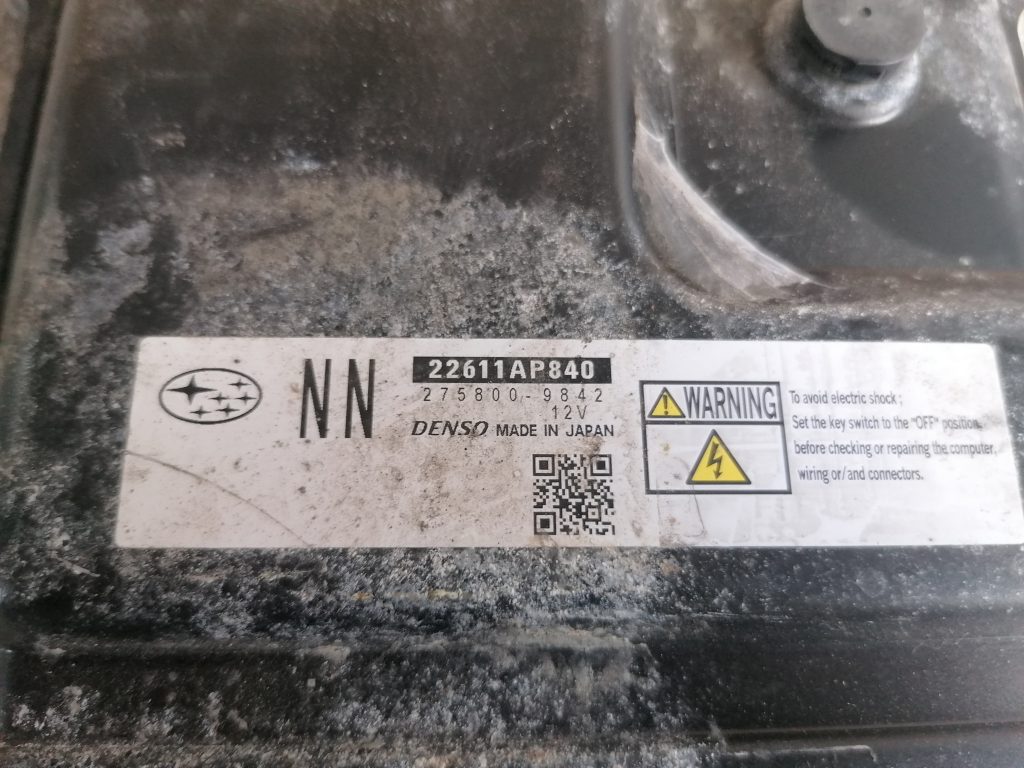 NN
22611AP840
275800-9842
12V
DENSO MADE IN JAPAN
WARNING
To avoid electric shock;
Set the key switch to the "OFF" position,
before checking or repairing the computer,
wiring or/and connectors.